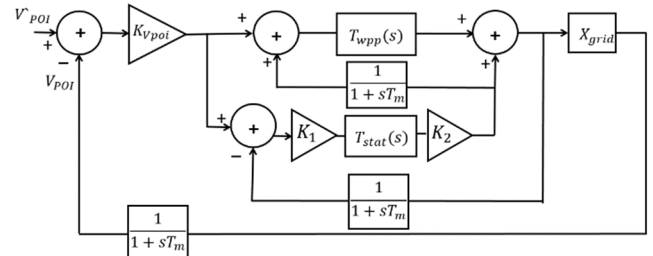 V*POI
+
+
−
VPOI
KVpoi
+
+
+
Twpp(s)
+
+
+
Xgrid
1
1 + sTm
+
+
−
K1
Tstat(s)
K2
1
1 + sTm
1
1 + sTm